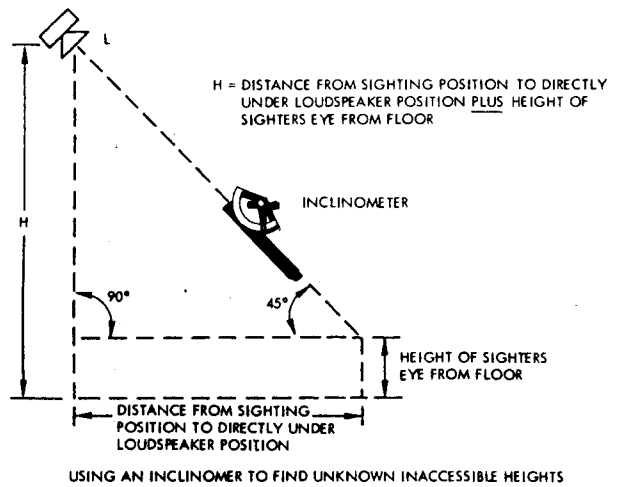 L
H = DISTANCE FROM SIGHTING POSITION TO DIRECTLY
UNDER LOUDSPEAKER POSITION PLUS HEIGHT OF
SIGHTERS EYE FROM FLOOR
INCLINOMETER
H
90°
45°
HEIGHT OF SIGHTERS
EYE FROM FLOOR
DISTANCE FROM SIGHTING
POSITION TO DIRECTLY UNDER
LOUDSPEAKER POSITION
USING AN INCLINOMER TO FIND UNKNOWN INACCESSIBLE HEIGHTS